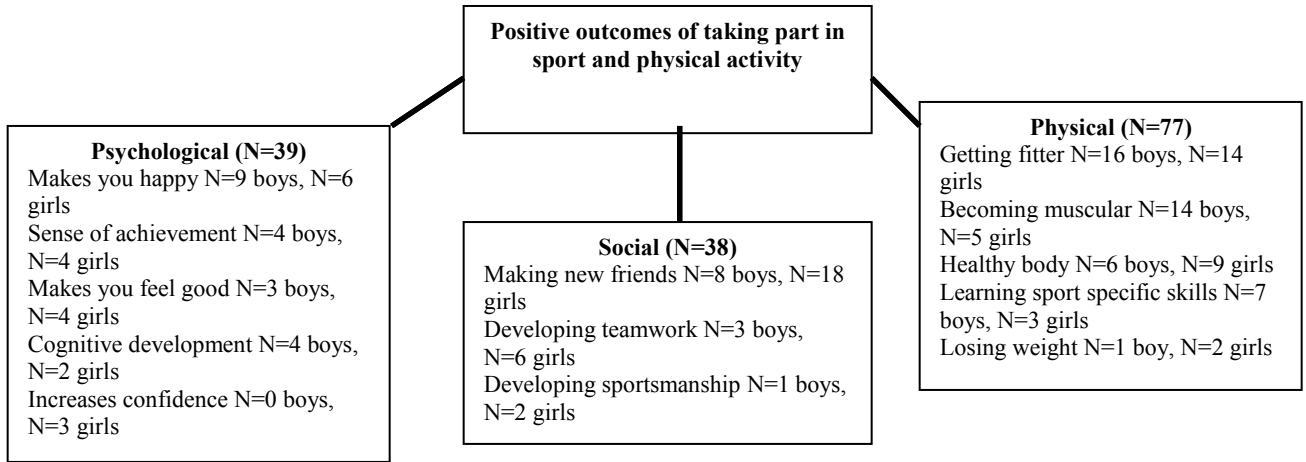 Positive outcomes of taking part in
sport and physical activity
Psychological (N=39)
Makes you happy N=9 boys, N=6
girls
Sense of achievement N=4 boys,
N=4 girls
Makes you feel good N=3 boys,
N=4 girls
Cognitive development N=4 boys,
N=2 girls
Increases confidence N=0 boys,
N=3 girls
Social (N=38)
Making new friends N=8 boys, N=18
girls
Developing teamwork N=3 boys,
N=6 girls
Developing sportsmanship N=1 boys,
N=2 girls
Physical (N=77)
Getting fitter N=16 boys, N=14
girls
Becoming muscular N=14 boys,
N=5 girls
Healthy body N=6 boys, N=9 girls
Learning sport specific skills N=7
boys, N=3 girls
Losing weight N=1 boy, N=2 girls